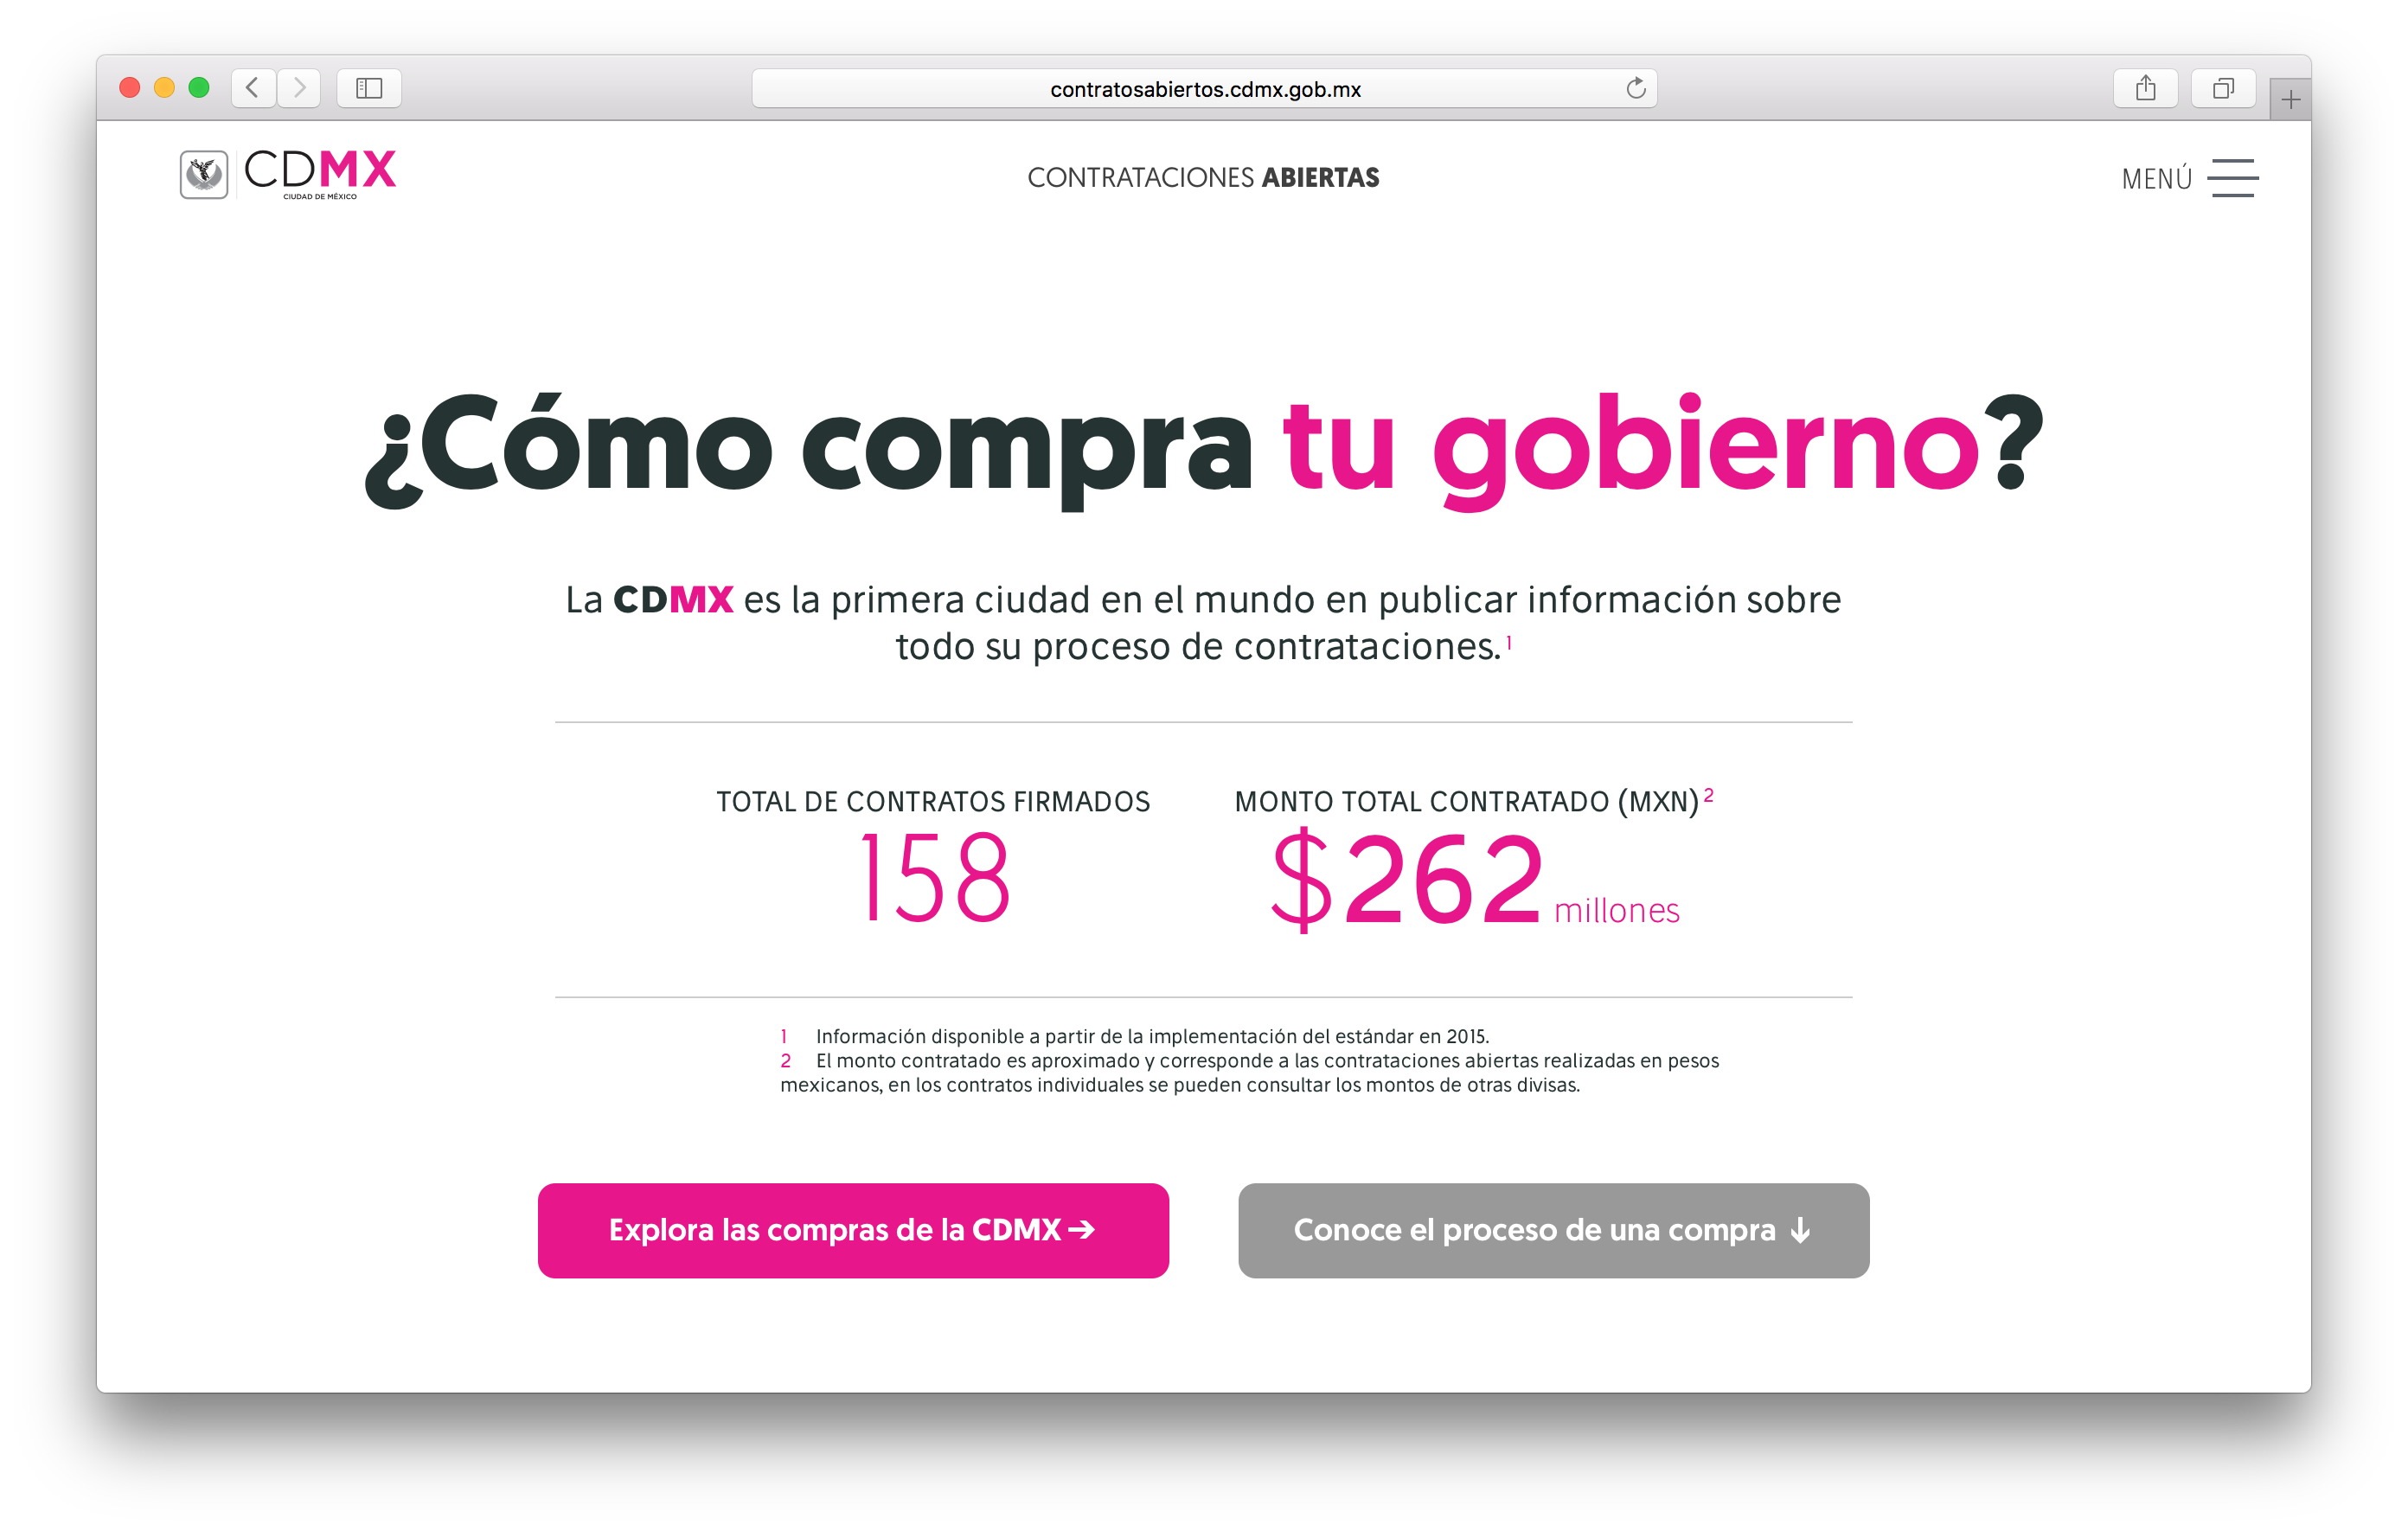 contratosabiertos.cdmx.gob.mx
CDMX
CIUDAD DE MÉXICO
CONTRATACIONES ABIERTAS
MENÚ
¿Cómo compra tu gobierno?
La CDMX es la primera ciudad en el mundo en publicar información sobre
todo su proceso de contrataciones. 1
TOTAL DE CONTRATOS FIRMADOS
158
MONTO TOTAL CONTRATADO (MXN) 2
$262 millones
1 Información disponible a partir de la implementación del estándar en 2015.
2 El monto contratado es aproximado y corresponde a las contrataciones abiertas realizadas en pesos
mexicanos, en los contratos individuales se pueden consultar los montos de otras divisas.
Explora las compras de la CDMX →
Conoce el proceso de una compra ↓